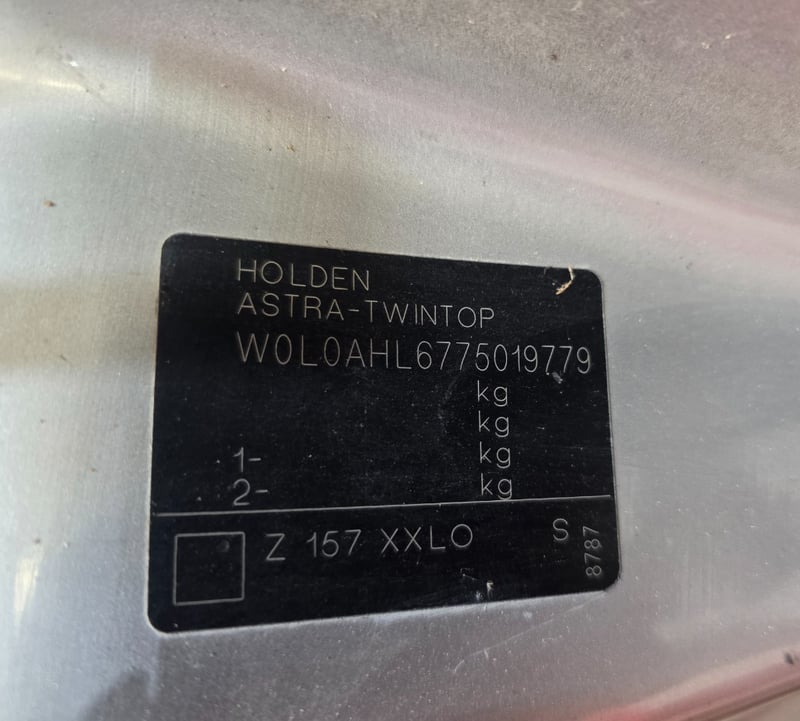 HOLDEN
ASTRA-TWINTOP
W0L0AHL6775019779
kg
kg
1- kg
2- kg
Z 157 XXLO S 8787